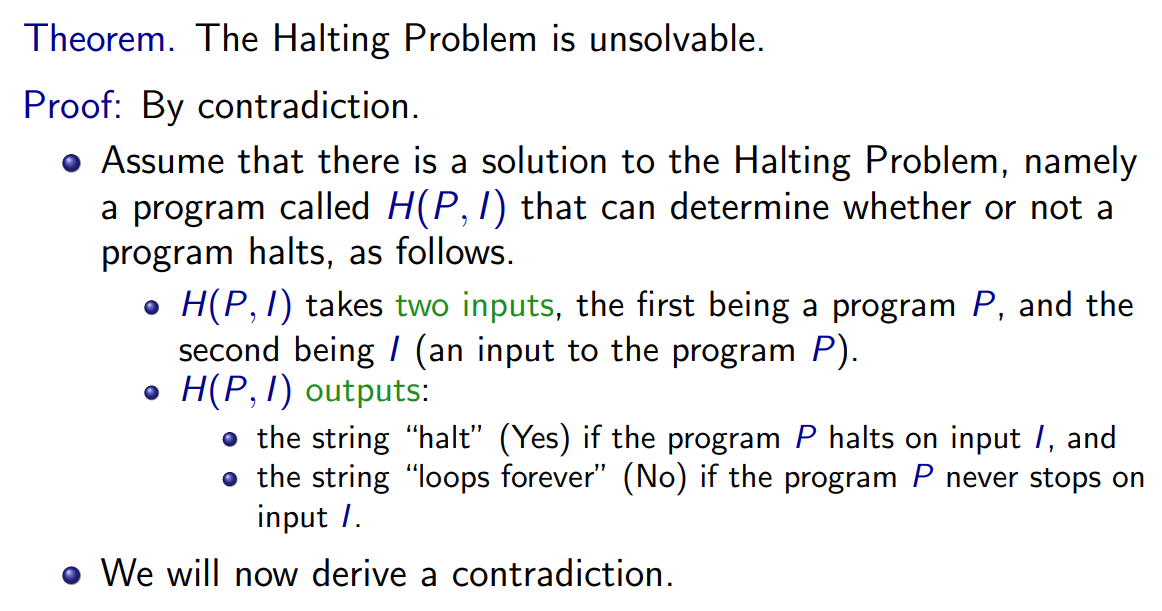 Theorem. The Halting Problem is unsolvable.
Proof: By contradiction.
Assume that there is a solution to the Halting Problem, namely
a program called H(P, I) that can determine whether or not a
program halts, as follows.
H(P, I) takes two inputs, the first being a program P, and the
second being I (an input to the program P).
H(P, I) outputs:
the string “halt” (Yes) if the program P halts on input I, and
the string “loops forever” (No) if the program P never stops on
input I.
We will now derive a contradiction.